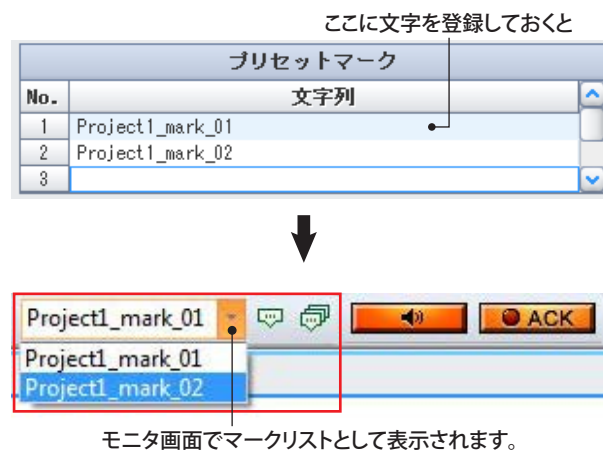 ここに文字を登録しておくと
プリセットマーク
No. 文字列
1 Project1_mark_01
2 Project1_mark_02
3
Project1_mark_01 ACK
Project1_mark_01
Project1_mark_02
モニタ画面でマークリストとして表示されます。